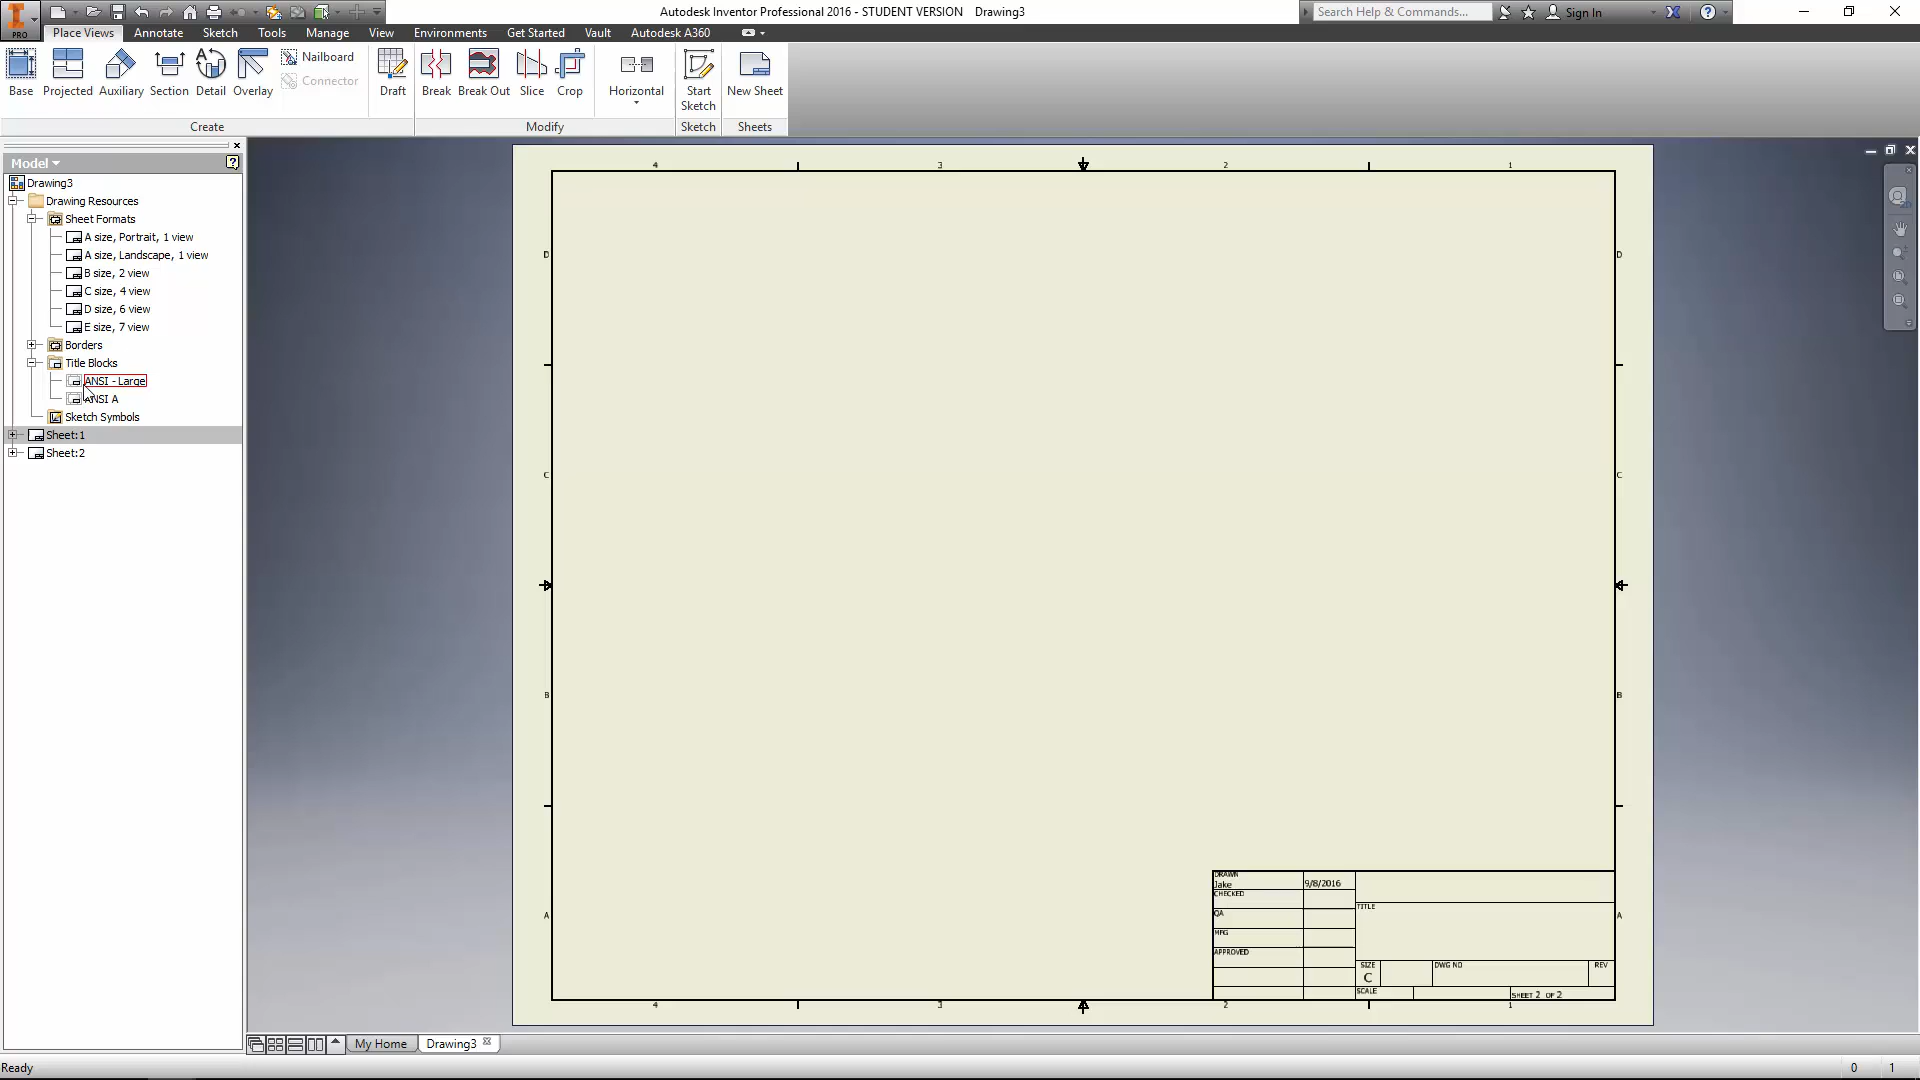 Autodesk Inventor Professional 2016 - STUDENT VERSION Drawing3
Search Help & Commands...
Sign In
PRO
Place Views Annotate Sketch Tools Manage View Environments Get Started Vault Autodesk A360
Base Projected Auxiliary Section Detail Overlay
Nailboard
Connector
Draft Break Break Out Slice Crop Horizontal
Start
Sketch
New Sheet
Create Modify Sketch Sheets
Model
Drawing3
Drawing Resources
Sheet Formats
A size, Portrait, 1 view
A size, Landscape, 1 view
B size, 2 view
C size, 4 view
D size, 6 view
E size, 7 view
Borders
Title Blocks
ANSI - Large
ANSI A
Sketch Symbols
Sheet:1
Sheet:2
4 3 2 1
D D
C C
B B
A A
DRAWN
Jake 9/8/2016
CHECKED
QA
MFG
APPROVED
TITLE
SIZE
C
DWG NO
REV
SCALE
SHEET 2 OF 2
4 3 2 1
My Home Drawing3
Ready
0 1